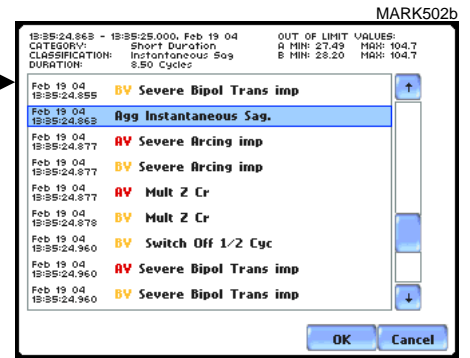 MARK502b
13:35:24.863 - 13:35:25.000, Feb 19 04 OUT OF LIMIT VALUES:
CATEGORY: Short Duration A MIN: 27.49 MAX: 104.7
CLASSIFICATION: Instantaneous Sag B MIN: 28.20 MAX: 104.7
DURATION: 8.50 Cycles
Feb 19 04
13:35:24.855 BV Severe Bipol Trans imp
Feb 19 04
13:35:24.863 Agg Instantaneous Sag.
Feb 19 04
13:35:24.877 AV Severe Arcing imp
Feb 19 04
13:35:24.877 BV Severe Arcing imp
Feb 19 04
13:35:24.877 AV Mult Z Cr
Feb 19 04
13:35:24.878 BV Mult Z Cr
Feb 19 04
13:35:24.960 BV Switch Off 1/2 Cyc
Feb 19 04
13:35:24.960 AV Severe Bipol Trans imp
Feb 19 04
13:35:24.960 BV Severe Bipol Trans imp
OK Cancel